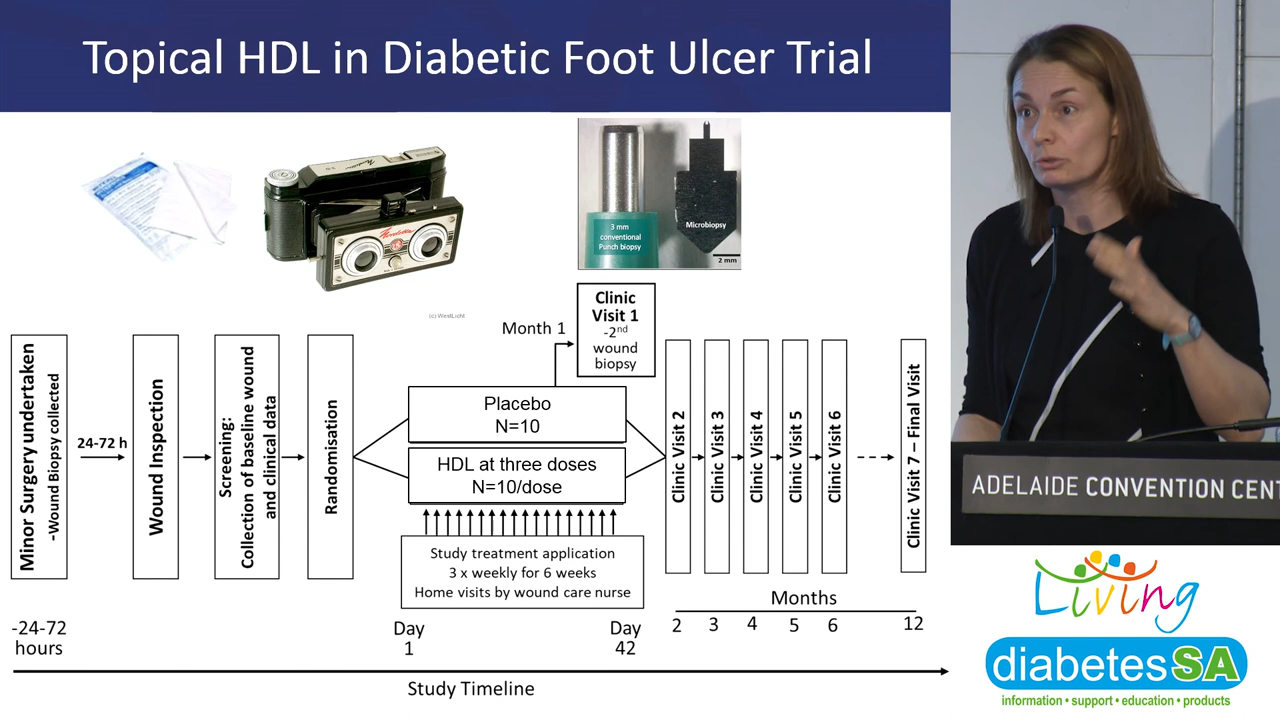 Topical HDL in Diabetic Foot Ulcer Trial
3 mm
conventional
Punch biopsy
Microbiopsy
2 mm
(c) WestLicht
Minor Surgery undertaken
-Wound Biopsy collected
24-72 h
Wound Inspection
Screening:
Collection of baseline wound
and clinical data
Randomisation
Placebo
N=10
HDL at three doses
N=10/dose
Study treatment application
3 x weekly for 6 weeks
Home visits by wound care nurse
Month 1
Clinic
Visit 1
-2nd
wound
biopsy
Clinic Visit 2
Clinic Visit 3
Clinic Visit 4
Clinic Visit 5
Clinic Visit 6
Clinic Visit 7 – Final Visit
Months
2 3 4 5 6 12
-24-72
hours
Day
1
Day
42
Study Timeline
ADELAIDE CONVENTION CENT
Living
diabetesSA
information • support • education • products